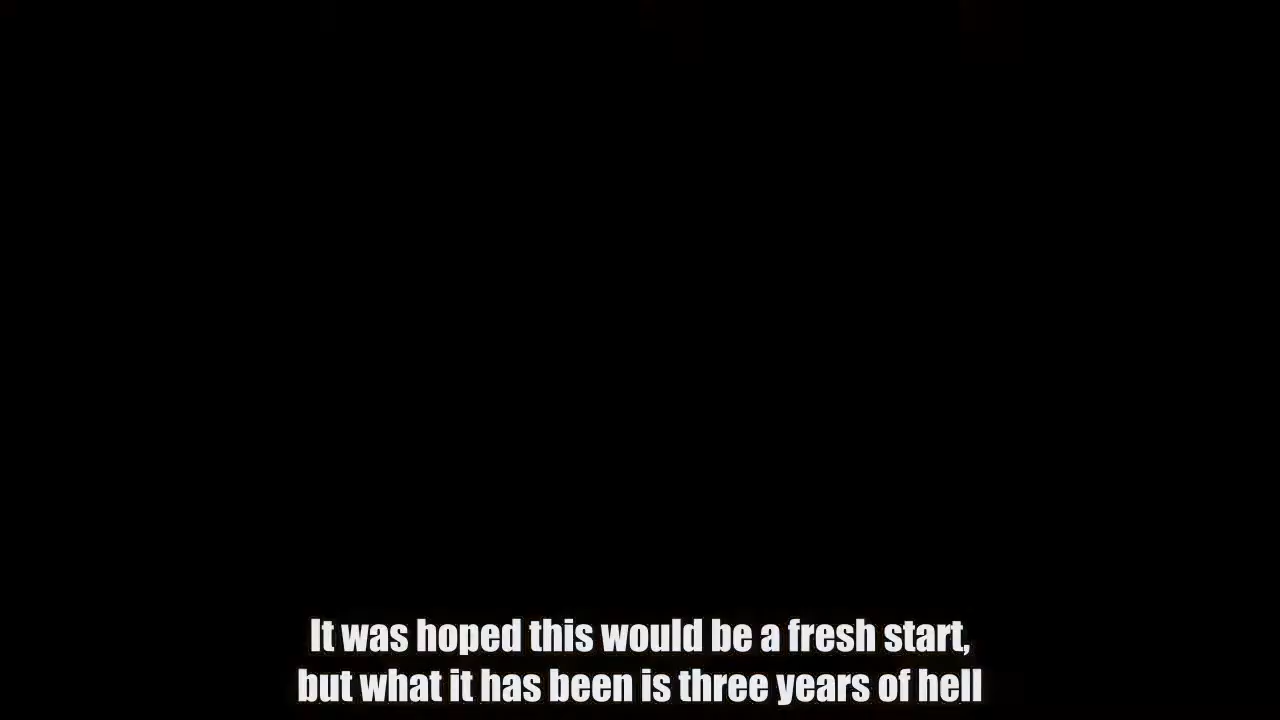 It was hoped this would be a fresh start,
but what it has been is three years of hell